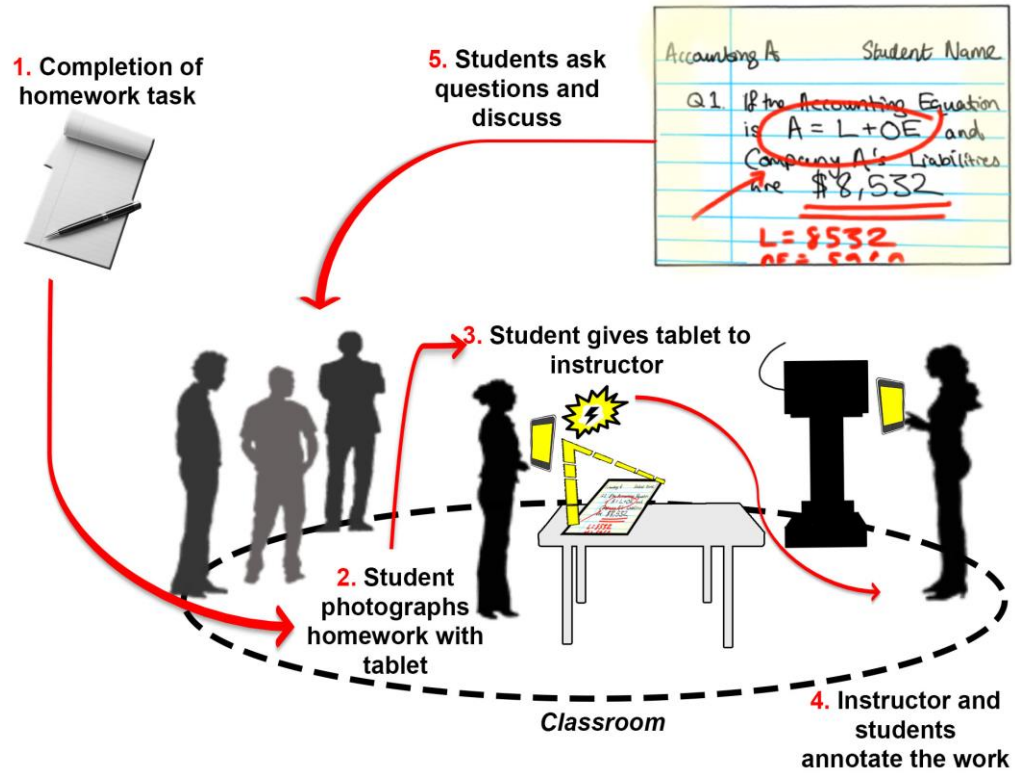 1. Completion of
homework task
5. Students ask
questions and
discuss
Accounting A Student Name
Q1. If the Accounting Equation
is A = L+OE and
Company A's Liabilities
are $8,532
L = 8532
3. Student gives tablet to
instructor
2. Student
photographs
homework with
tablet
Classroom
4. Instructor and
students
annotate the work